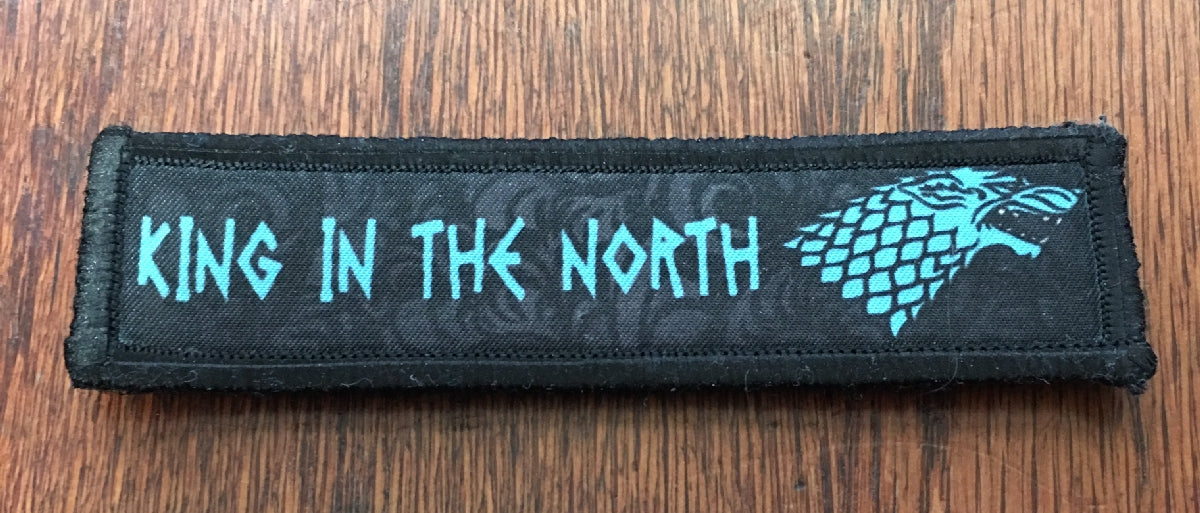 KING IN THE NORTH